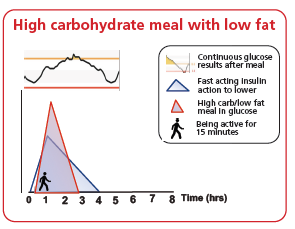 High carbohydrate meal with low fat
Continuous glucose
results after meal
Fast acting insulin
action to lower
High carb/low fat
meal in glucose
Being active for
15 minutes
0 1 2 3 4 5 6 7 8 Time (hrs)